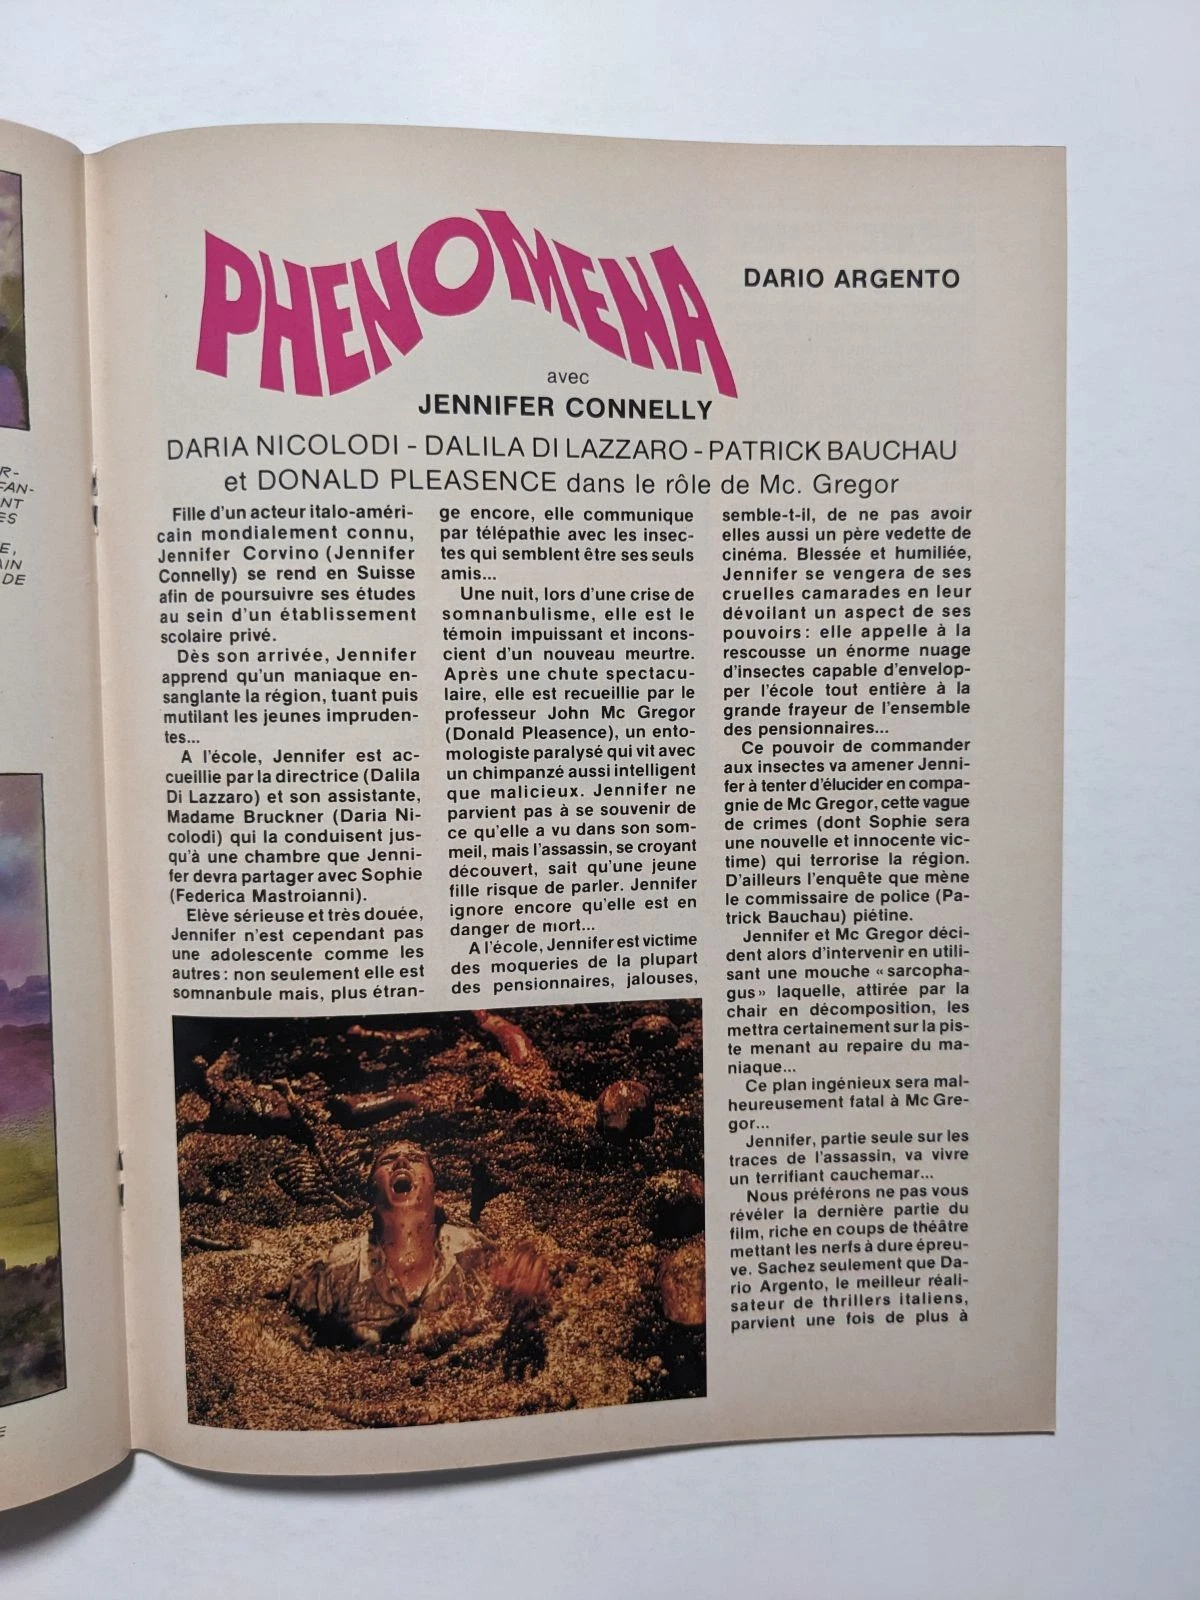 R-
FAN-
NT
ES
E,
AIN
DE
E
PHENOMENA
DARIO ARGENTO
avec
JENNIFER CONNELLY
DARIA NICOLODI - DALILA DI LAZZARO - PATRICK BAUCHAU
et DONALD PLEASENCE dans le rôle de Mc. Gregor
Fille d'un acteur italo-améri-
cain mondialement connu,
Jennifer Corvino (Jennifer
Connelly) se rend en Suisse
afin de poursuivre ses études
au sein d'un établissement
scolaire privé.
Dès son arrivée, Jennifer
apprend qu'un maniaque en-
sanglante la région, tuant puis
mutilant les jeunes impruden-
tes...
A l'école, Jennifer est ac-
cueillie par la directrice (Dalila
Di Lazzaro) et son assistante,
Madame Bruckner (Daria Ni-
colodi) qui la conduisent jus-
qu'à une chambre que Jenni-
fer devra partager avec Sophie
(Federica Mastroianni).
Elève sérieuse et très douée,
Jennifer n'est cependant pas
une adolescente comme les
autres : non seulement elle est
somnanbule mais, plus étran-
ge encore, elle communique
par télépathie avec les insec-
tes qui semblent être ses seuls
amis...
Une nuit, lors d'une crise de
somnanbulisme, elle est le
témoin impuissant et incons-
cient d'un nouveau meurtre.
Après une chute spectacu-
laire, elle est recueillie par le
professeur John Mc Gregor
(Donald Pleasence), un ento-
mologiste paralysé qui vit avec
un chimpanzé aussi intelligent
que malicieux. Jennifer ne
parvient pas à se souvenir de
ce qu'elle a vu dans son som-
meil, mais l'assassin, se croyant
découvert, sait qu'une jeune
fille risque de parler. Jennifer
ignore encore qu'elle est en
danger de mort...
A l'école, Jennifer est victime
des moqueries de la plupart
des pensionnaires, jalouses,
semble-t-il, de ne pas avoir
elles aussi un père vedette de
cinéma. Blessée et humiliée,
Jennifer se vengera de ses
cruelles camarades en leur
dévoilant un aspect de ses
pouvoirs : elle appelle à la
rescousse un énorme nuage
d'insectes capable d'envelop-
per l'école tout entière à la
grande frayeur de l'ensemble
des pensionnaires...
Ce pouvoir de commander
aux insectes va amener Jenni-
fer à tenter d'élucider en compa-
gnie de Mc Gregor, cette vague
de crimes (dont Sophie sera
une nouvelle et innocente vic-
time) qui terrorise la région.
D'ailleurs l'enquête que mène
le commissaire de police (Pa-
trick Bauchau) piétine.
Jennifer et Mc Gregor déci-
dent alors d'intervenir en utili-
sant une mouche « sarcopha-
gus » laquelle, attirée par la
chair en décomposition, les
mettra certainement sur la pis-
te menant au repaire du ma-
niaque...
Ce plan ingénieux sera mal-
heureusement fatal à Mc Gre-
gor...
Jennifer, partie seule sur les
traces de l'assassin, va vivre
un terrifiant cauchemar...
Nous préférons ne pas vous
révéler la dernière partie du
film, riche en coups de théâtre
mettant les nerfs à dure épreu-
ve. Sachez seulement que Da-
rio Argento, le meilleur réali-
sateur de thrillers italiens,
parvient une fois de plus à